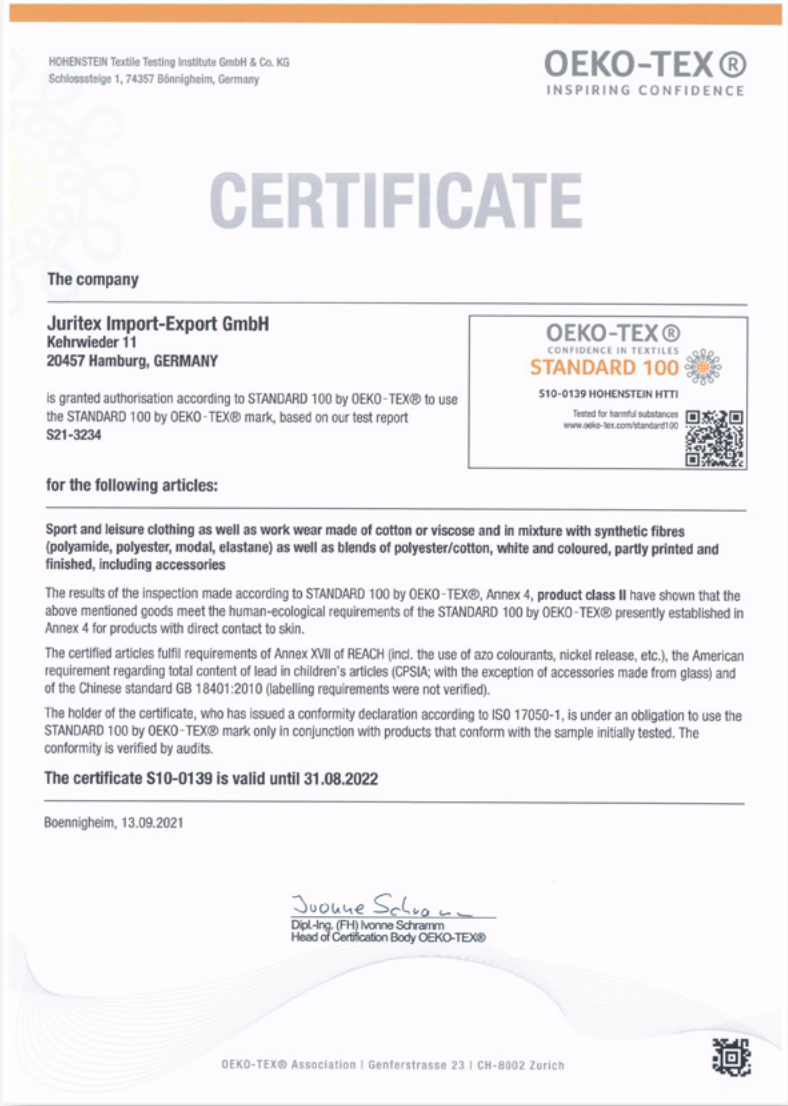 HOHENSTEIN Textile Testing Institute GmbH & Co. KG
Schlosssteige 1, 74357 Bönnigheim, Germany
OEKO-TEX®
INSPIRING CONFIDENCE
CERTIFICATE
The company
Juritex Import-Export GmbH
Kehrwieder 11
20457 Hamburg, GERMANY
is granted authorisation according to STANDARD 100 by OEKO-TEX® to use
the STANDARD 100 by OEKO-TEX® mark, based on our test report
S21-3234
OEKO-TEX®
CONFIDENCE IN TEXTILES
STANDARD 100
S10-0139 HOHENSTEIN HTTI
Tested for harmful substances
www.oeko-tex.com/standard100
for the following articles:
Sport and leisure clothing as well as work wear made of cotton or viscose and in mixture with synthetic fibres
(polyamide, polyester, modal, elastane) as well as blends of polyester/cotton, white and coloured, partly printed and
finished, including accessories
The results of the inspection made according to STANDARD 100 by OEKO-TEX®, Annex 4, product class II have shown that the
above mentioned goods meet the human-ecological requirements of the STANDARD 100 by OEKO-TEX® presently established in
Annex 4 for products with direct contact to skin.
The certified articles fulfil requirements of Annex XVII of REACH (incl. the use of azo colourants, nickel release, etc.), the American
requirement regarding total content of lead in children's articles (CPSIA; with the exception of accessories made from glass) and
of the Chinese standard GB 18401:2010 (labelling requirements were not verified).
The holder of the certificate, who has issued a conformity declaration according to ISO 17050-1, is under an obligation to use the
STANDARD 100 by OEKO-TEX® mark only in conjunction with products that conform with the sample initially tested. The
conformity is verified by audits.
The certificate S10-0139 is valid until 31.08.2022
Boennigheim, 13.09.2021
Ivonne Schramm
Dipl.-Ing. (FH) Ivonne Schramm
Head of Certification Body OEKO-TEX®
OEKO-TEX® Association | Genferstrasse 23 | CH-8002 Zurich